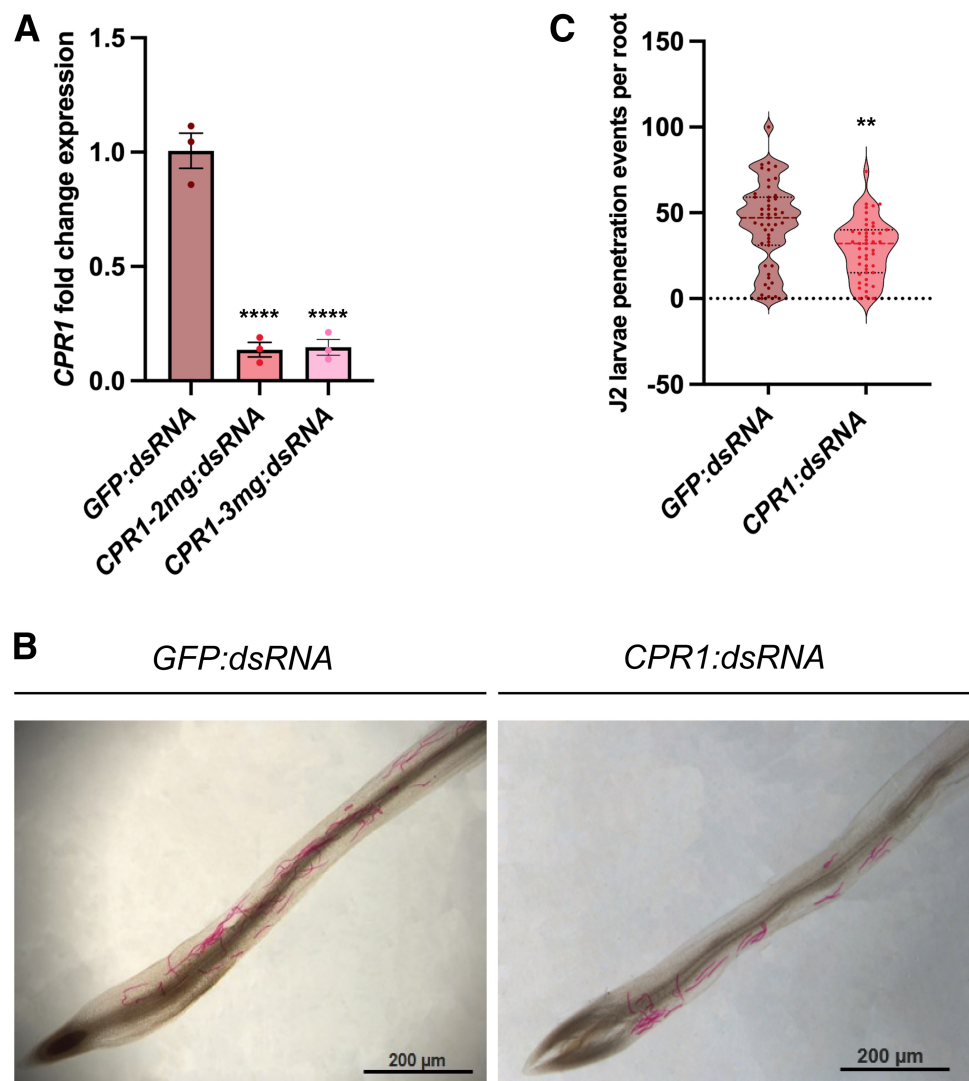 A
CPR1 fold change expression
1.5
1.0
0.5
0.0
****
****
GFP:dsRNA
CPR1-2mg:dsRNA
CPR1-3mg:dsRNA
C
J2 larvae penetration events per root
150
100
50
0
-50
**
GFP:dsRNA
CPR1:dsRNA
B
GFP:dsRNA
CPR1:dsRNA
200 µm
200 µm